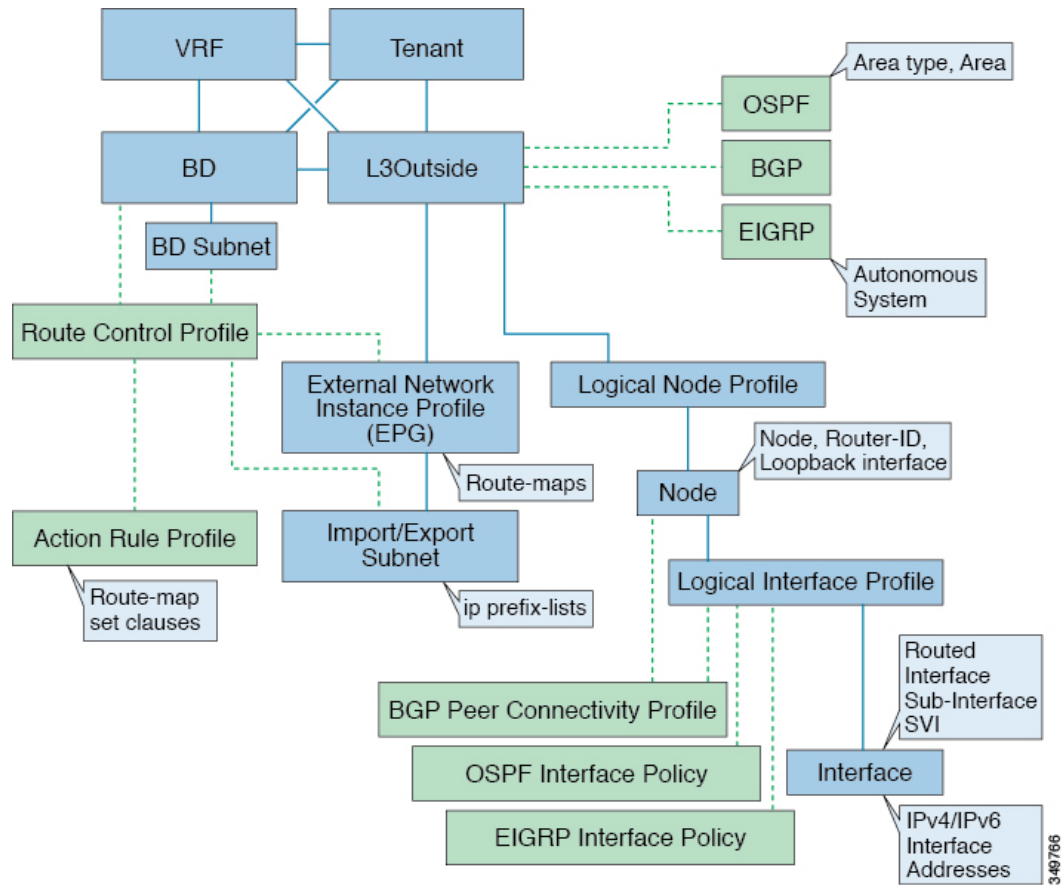 VRF
Tenant
Area type, Area
OSPF
BD
L3Outside
BGP
BD Subnet
EIGRP
Autonomous
System
Route Control Profile
External Network
Instance Profile
(EPG)
Logical Node Profile
Node, Router-ID,
Loopback interface
Route-maps
Node
Action Rule Profile
Import/Export
Subnet
Logical Interface Profile
Route-map
set clauses
ip prefix-lists
Routed
Interface
Sub-Interface
SVI
BGP Peer Connectivity Profile
OSPF Interface Policy
Interface
EIGRP Interface Policy
IPv4/IPv6
Interface
Addresses
349766